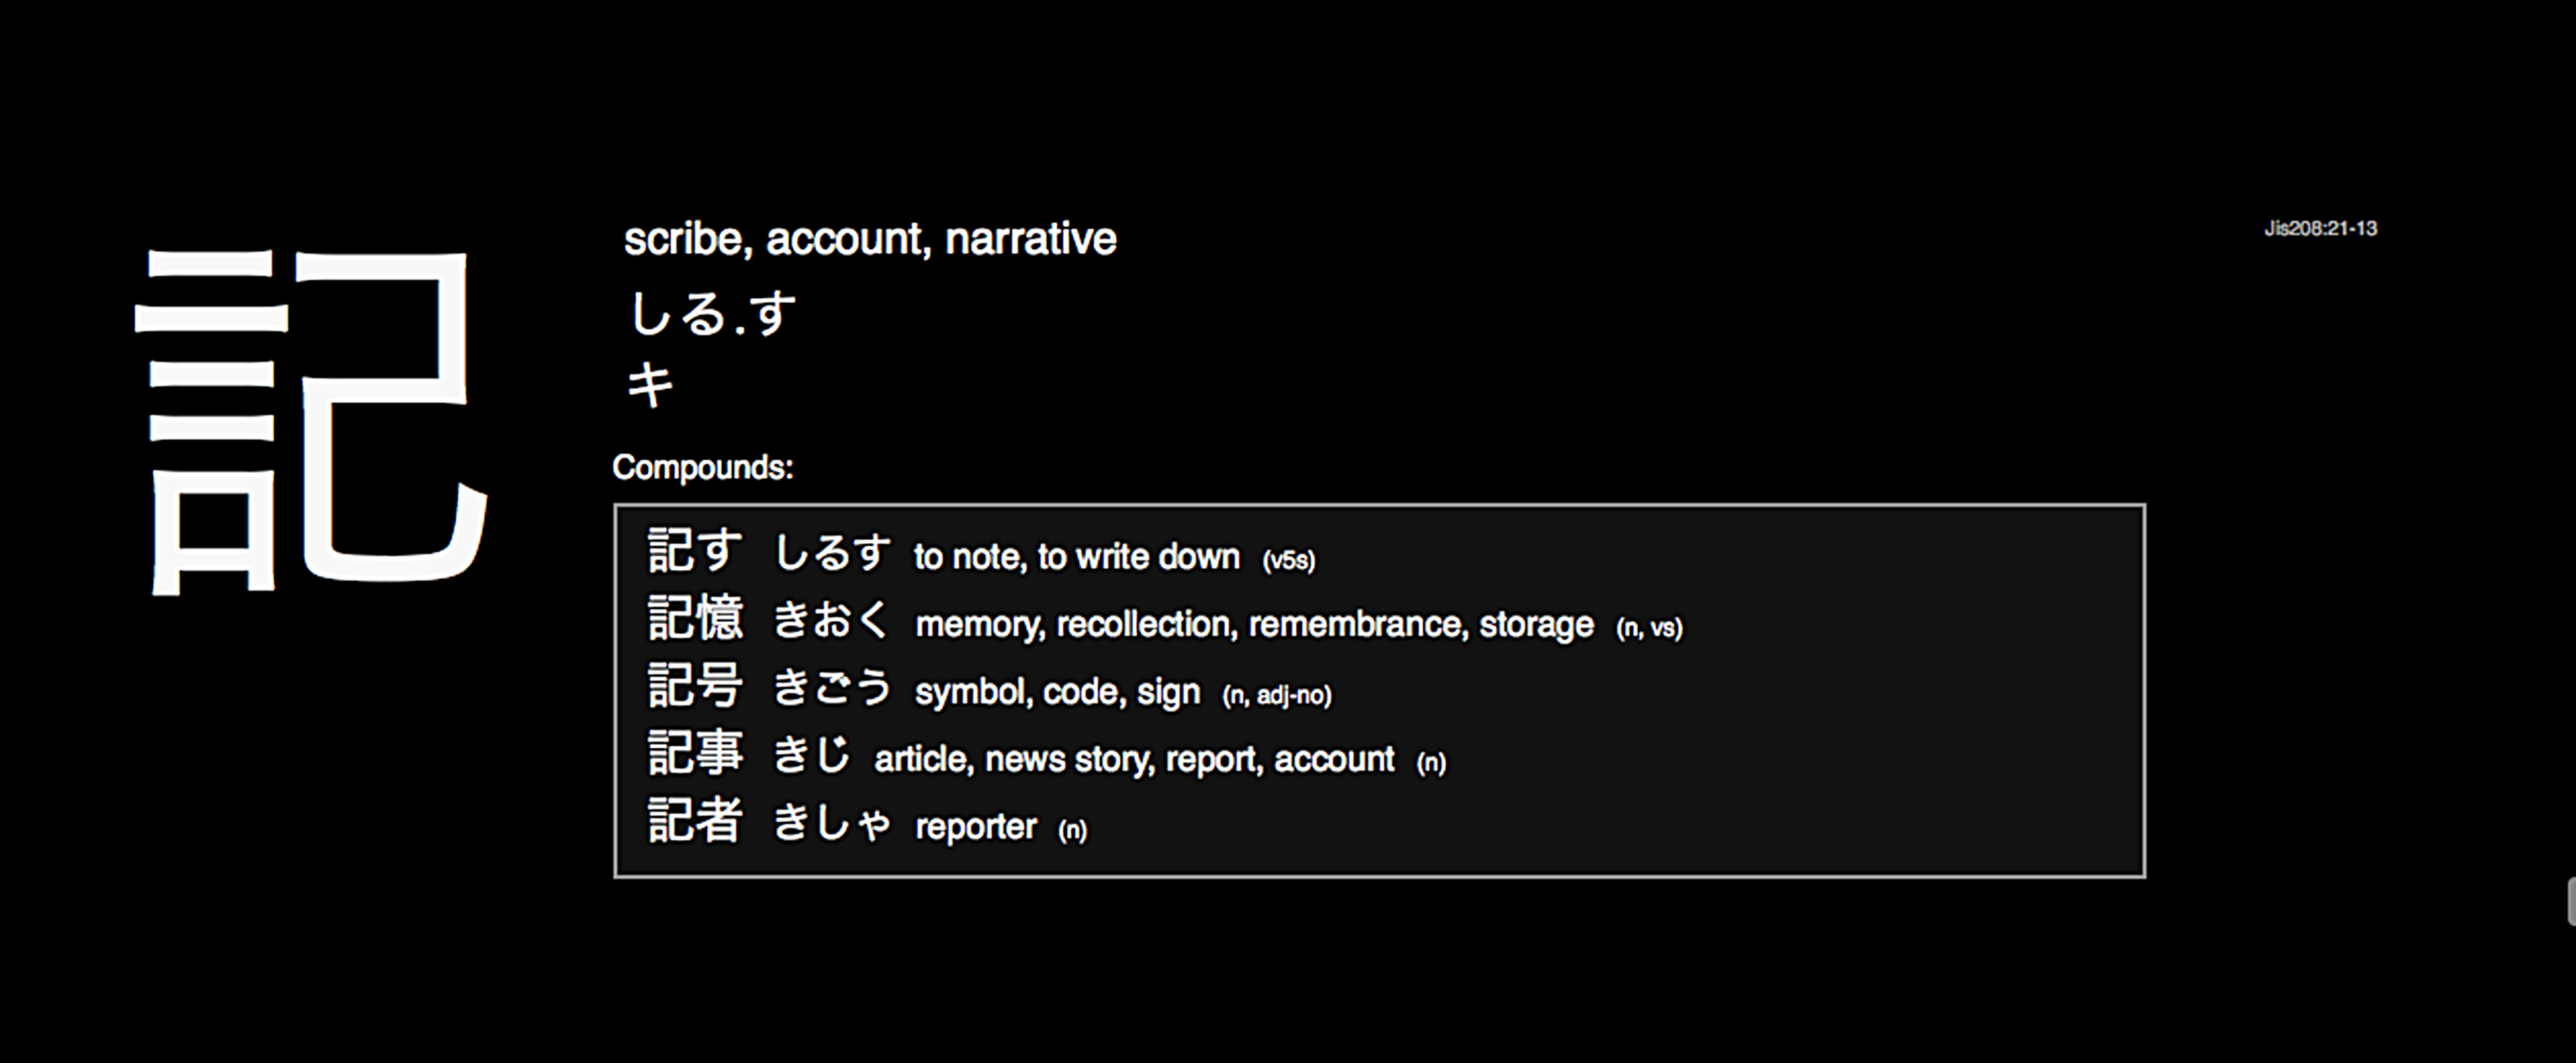 記
scribe, account, narrative
Jis208:21-13
しる.す
キ
Compounds:
記す しるす to note, to write down (v5s)
記憶 きおく memory, recollection, remembrance, storage (n, vs)
記号 きごう symbol, code, sign (n, adj-no)
記事 きじ article, news story, report, account (n)
記者 きしゃ reporter (n)